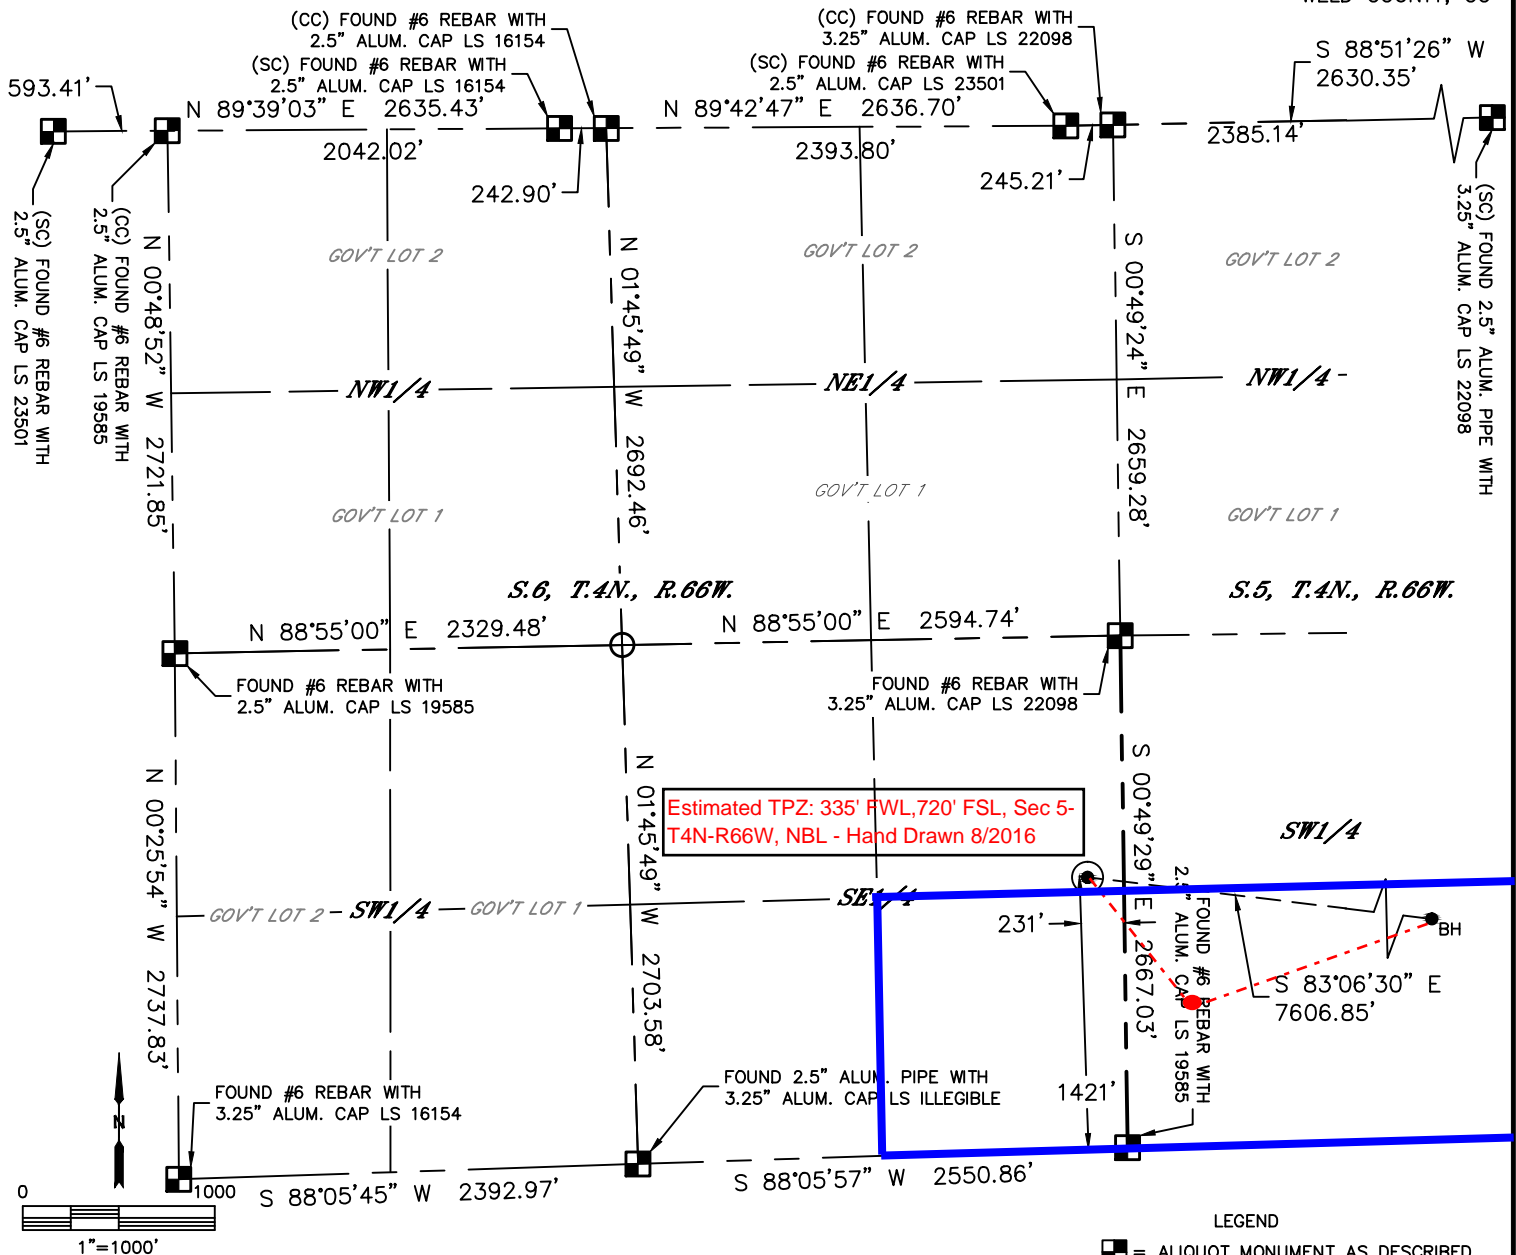 (CC) FOUND #6 REBAR WITH
2.5" ALUM. CAP LS 16154
(SC) FOUND #6 REBAR WITH
2.5" ALUM. CAP LS 16154
(CC) FOUND #6 REBAR WITH
3.25" ALUM. CAP LS 22098
(SC) FOUND #6 REBAR WITH
2.5" ALUM. CAP LS 23501
S 88°51'26" W
2630.35'
593.41'
N 89°39'03" E 2635.43'
N 89°42'47" E 2636.70'
2042.02'
242.90'
2393.80'
245.21'
2385.14'
(SC) FOUND #6 REBAR WITH
2.5" ALUM. CAP LS 23501
(CC) FOUND #6 REBAR WITH
2.5" ALUM. CAP LS 19585
(SC) FOUND 2.5" ALUM. PIPE WITH
3.25" ALUM. CAP LS 22098
N 00°48'52" W 2721.85'
N 01°45'49" W 2692.46'
S 00°49'24" E 2659.28'
GOV'T LOT 2
GOV'T LOT 2
GOV'T LOT 2
NW1/4
NE1/4
NW1/4
GOV'T LOT 1
GOV'T LOT 1
GOV'T LOT 1
S.6, T.4N., R.66W.
S.5, T.4N., R.66W.
N 88°55'00" E 2329.48'
N 88°55'00" E 2594.74'
FOUND #6 REBAR WITH
2.5" ALUM. CAP LS 19585
FOUND #6 REBAR WITH
3.25" ALUM. CAP LS 22098
N 00°25'54" W 2737.83'
N 01°45'49" W 2703.58'
S 00°49'29" E 2667.03'
Estimated TPZ: 335' FWL,720' FSL, Sec 5-
T4N-R66W, NBL - Hand Drawn 8/2016
SW1/4
GOV'T LOT 2
SW1/4
GOV'T LOT 1
SE1/4
231'
FOUND #6 REBAR WITH
2.5" ALUM. CAP LS 19585
BH
S 83°06'30" E
7606.85'
1421'
FOUND #6 REBAR WITH
3.25" ALUM. CAP LS 16154
FOUND 2.5" ALUM. PIPE WITH
3.25" ALUM. CAP LS ILLEGIBLE
N
S 88°05'45" W 2392.97'
S 88°05'57" W 2550.86'
0 1000
1"=1000'
LEGEND
= ALIQUOT MONUMENT AS DESCRIBED